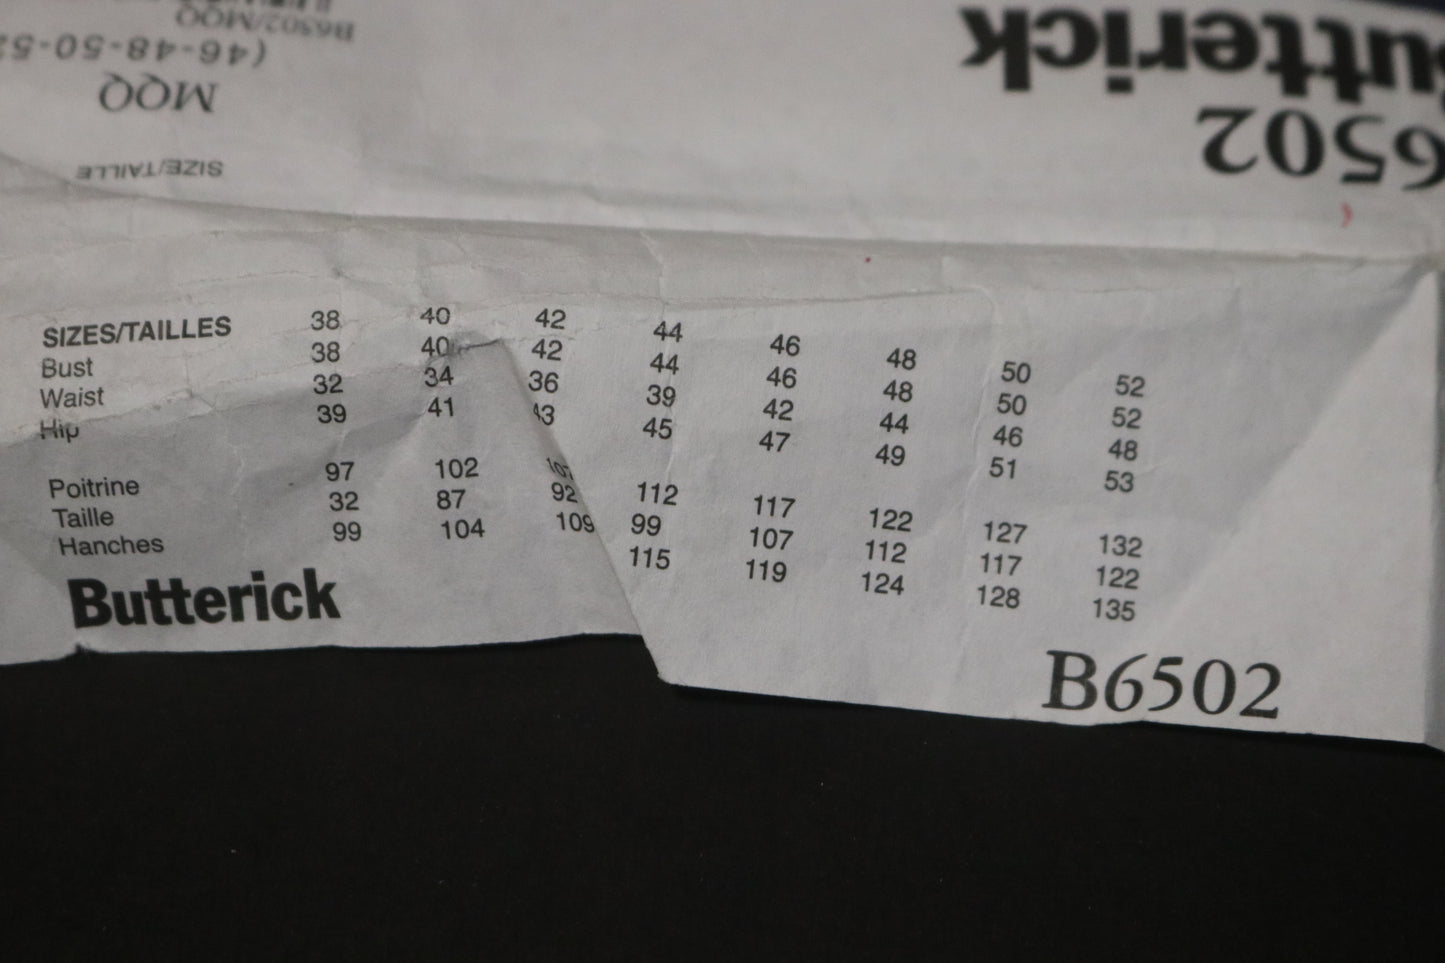 B6502/MQQ
(46-48-50-52
MQQ
SIZE/TAILLE
Butterick
6502
SIZES/TAILLES 38 40 42 44 46 48 50 52
Bust 38 40 42 44 46 48 50 52
Waist 32 34 36 39 42 44 46 48
Hip 39 41 43 45 47 49 51 53
Poitrine 97 102 107 112 117 122 127 132
Taille 32 87 92 99 107 112 117 122
Hanches 99 104 109 115 119 124 128 135
Butterick
B6502